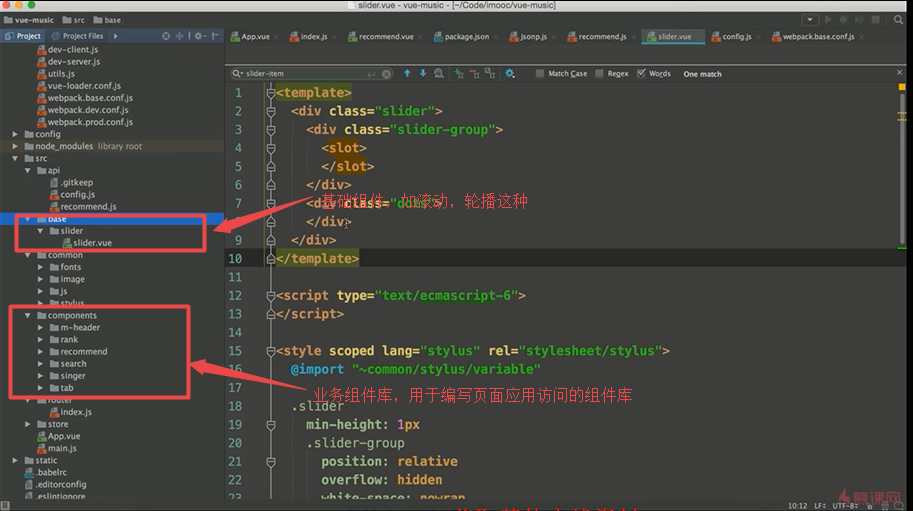 slider.vue - vue-music - [~/Code/imooc/vue-music]
vue-music src base
Project Project Files
App.vue index.js recommend.vue package.json jsonp.js recommend.js slider.vue config.js webpack.base.conf.js
slider-item Match Case Regex Words One match
dev-client.js
dev-server.js
utils.js
vue-loader.conf.js
webpack.base.conf.js
webpack.dev.conf.js
webpack.prod.conf.js
config
node_modules library root
src
api
.gitkeep
config.js
recommend.js
base
slider
slider.vue
common
fonts
image
js
stylus
components
m-header
rank
recommend
search
singer
tab
router
index.js
store
App.vue
main.js
static
.babelrc
.editorconfig
.eslintignore
1 <template>
2 <div class="slider">
3 <div class="slider-group">
4 <slot>
5 </slot>
6 </div>
7 <div class="dots">
</div>
9 </div>
10 </template>
11
12 <script type="text/ecmascript-6">
13 </script>
14
15 <style scoped lang="stylus" rel="stylesheet/stylus">
16 @import "~common/stylus/variable"
17
18 .slider
19 min-height: 1px
20 .slider-group
21 position: relative
22 overflow: hidden
23 white-space: nowrap
基础组件，如滚动，轮播这种
业务组件库，用于编写页面应用访问的组件库
慕课网
10:12 LF÷ UTF-8÷